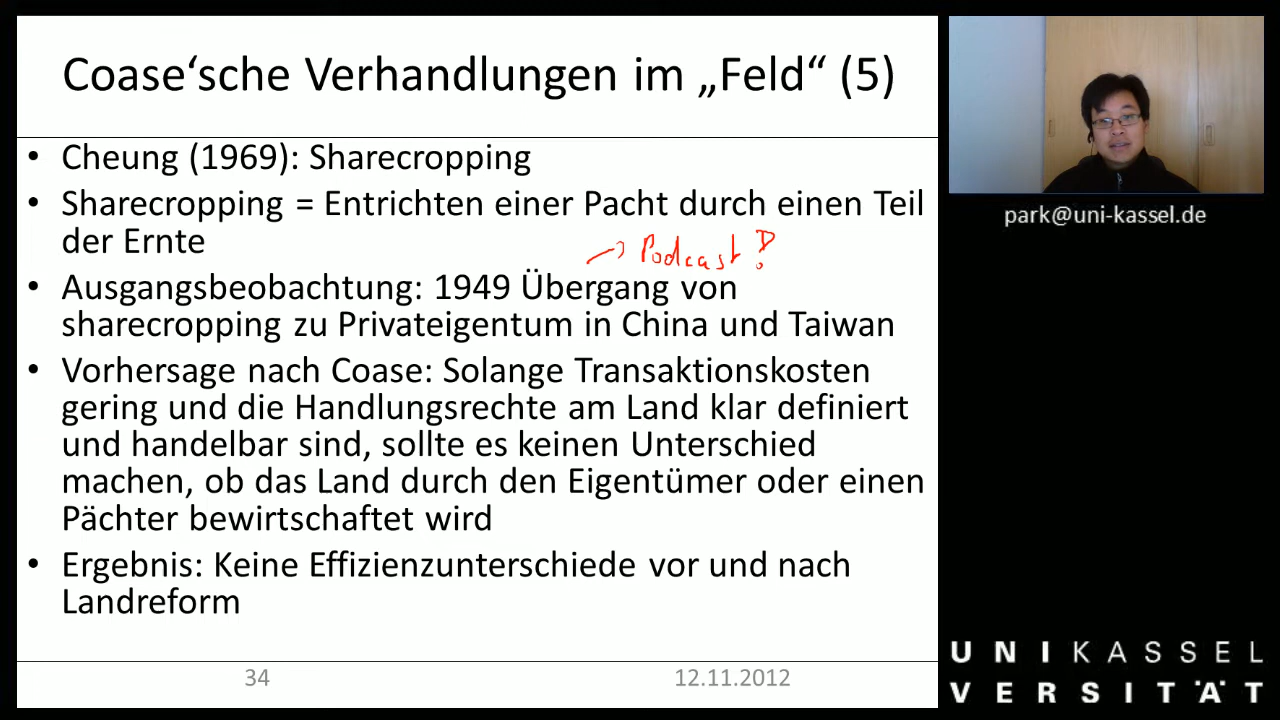 Coase‘sche Verhandlungen im „Feld“ (5)
• Cheung (1969): Sharecropping
• Sharecropping = Entrichten einer Pacht durch einen Teil
der Ernte
→ Podcast!
• Ausgangsbeobachtung: 1949 Übergang von
sharecropping zu Privateigentum in China und Taiwan
• Vorhersage nach Coase: Solange Transaktionskosten
gering und die Handlungsrechte am Land klar definiert
und handelbar sind, sollte es keinen Unterschied
machen, ob das Land durch den Eigentümer oder einen
Pächter bewirtschaftet wird
• Ergebnis: Keine Effizienzunterschiede vor und nach
Landreform
34
12.11.2012
park@uni-kassel.de
UNIKASSEL
VERSITÄT